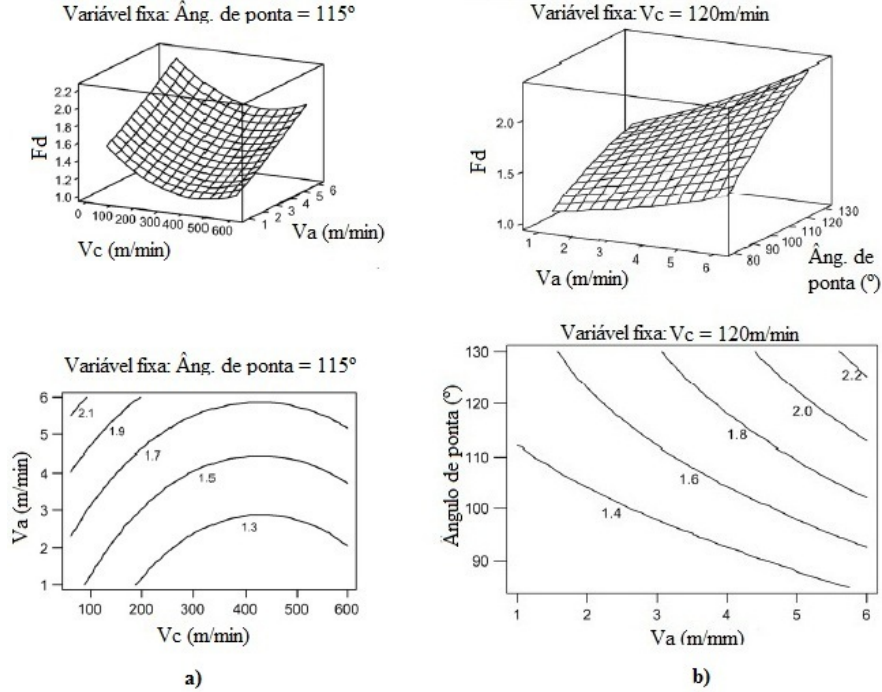 Variável fixa: Âng. de ponta = 115º
Fd
2.2
2.0
1.8
1.6
1.4
1.2
1.0
0 100 200 300 400 500 600
Vc (m/min)
1 2 3 4 5 6
Va (m/min)
Variável fixa: Vc = 120m/min
Fd
2.0
1.5
1.0
1 2 3 4 5 6
Va (m/min)
80 90 100 110 120 130
Âng. de
ponta (º)
Variável fixa: Âng. de ponta = 115º
Va (m/min)
6
5
4
3
2
1
2.1
1.9
1.7
1.5
1.3
100 200 300 400 500 600
Vc (m/min)
a)
Variável fixa: Vc = 120m/min
Ângulo de ponta (º)
130
120
110
100
90
2.2
2.0
1.8
1.6
1.4
1 2 3 4 5 6
Va (m/mm)
b)